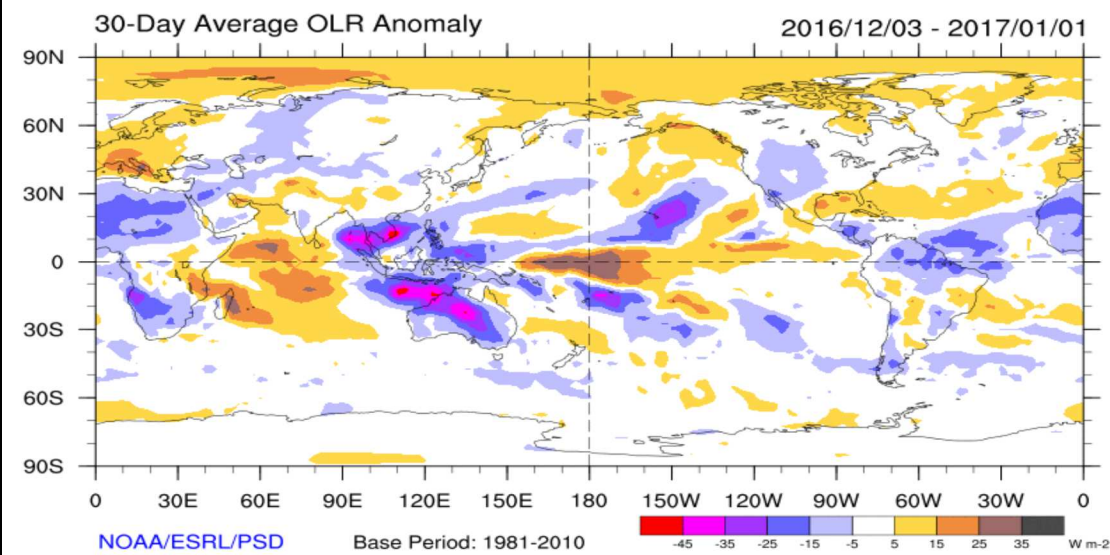 30-Day Average OLR Anomaly 2016/12/03 - 2017/01/01
90N
60N
30N
0
30S
60S
90S
0 30E 60E 90E 120E 150E 180 150W 120W 90W 60W 30W 0
-45 -35 -25 -15 -5 5 15 25 35 W m-2
NOAA/ESRL/PSD Base Period: 1981-2010